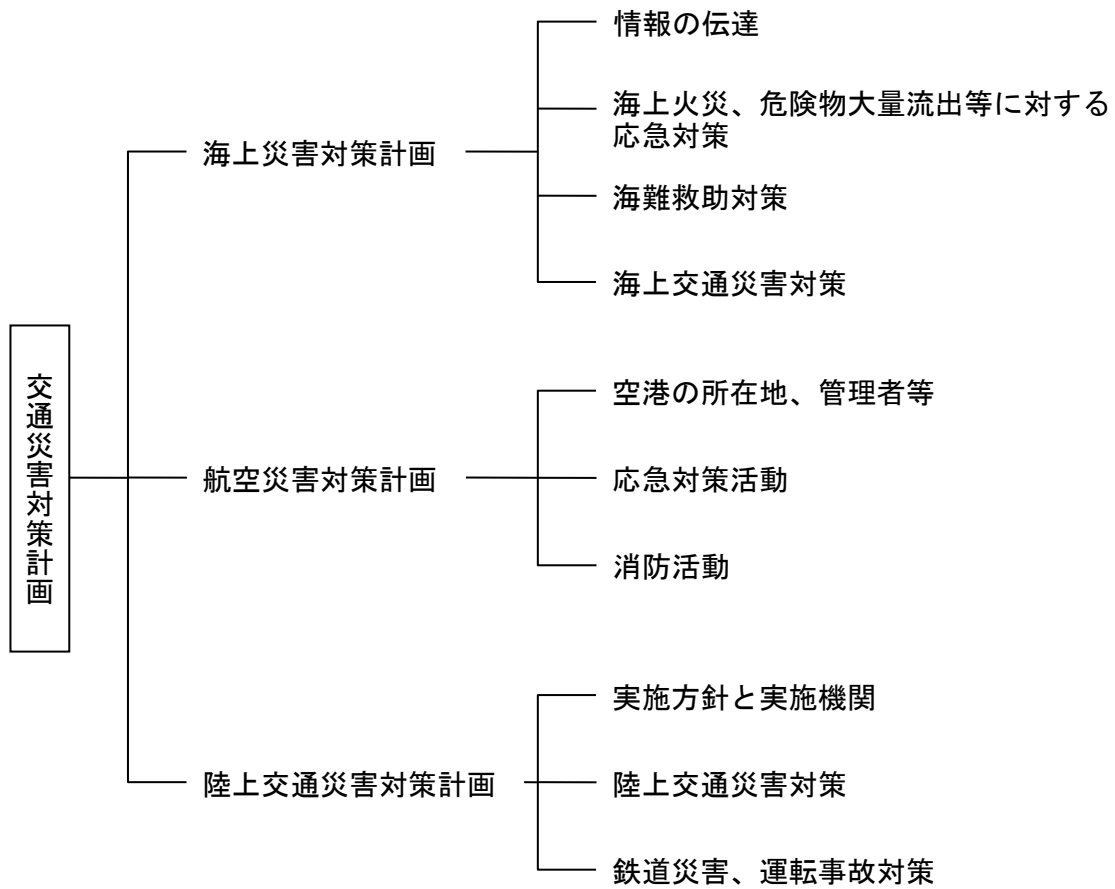 交通災害対策計画
海上災害対策計画
情報の伝達
海上火災、危険物大量流出等に対する
応急対策
海難救助対策
海上交通災害対策
航空災害対策計画
空港の所在地、管理者等
応急対策活動
消防活動
陸上交通災害対策計画
実施方針と実施機関
陸上交通災害対策
鉄道災害、運転事故対策